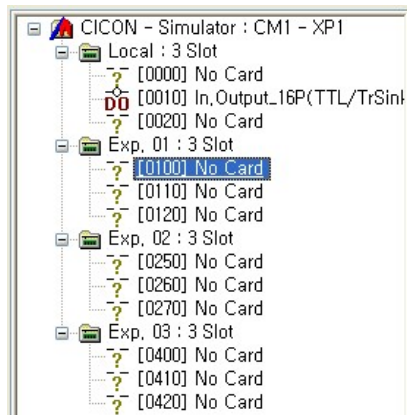 CICON - Simulator : CM1 - XP1
Local : 3 Slot
? [0000] No Card
DO [0010] In,Output_16P(TTL/TrSink
? [0020] No Card
Exp, 01 : 3 Slot
? [0100] No Card
? [0110] No Card
? [0120] No Card
Exp, 02 : 3 Slot
? [0250] No Card
? [0260] No Card
? [0270] No Card
Exp, 03 : 3 Slot
? [0400] No Card
? [0410] No Card
? [0420] No Card